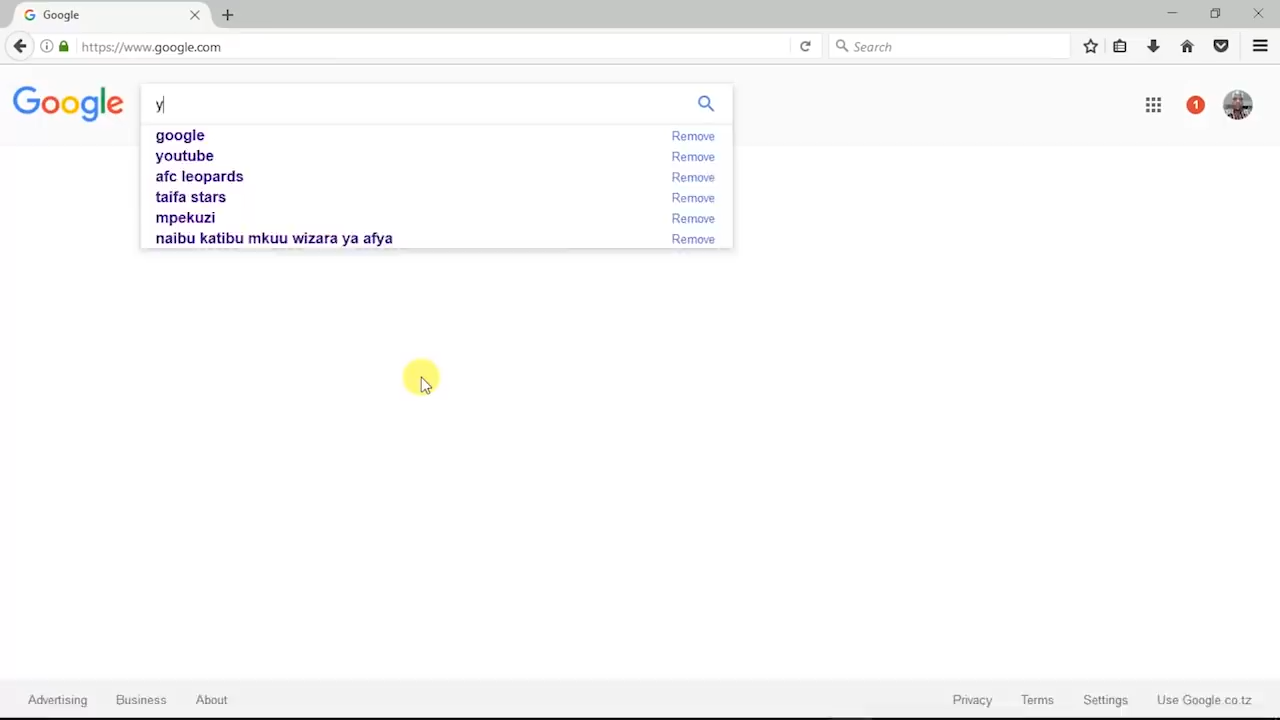 Google
https://www.google.com
Search
Google
y
1
google Remove
youtube Remove
afc leopards Remove
taifa stars Remove
mpekuzi Remove
naibu katibu mkuu wizara ya afya Remove
Advertising Business About Privacy Terms Settings Use Google.co.tz